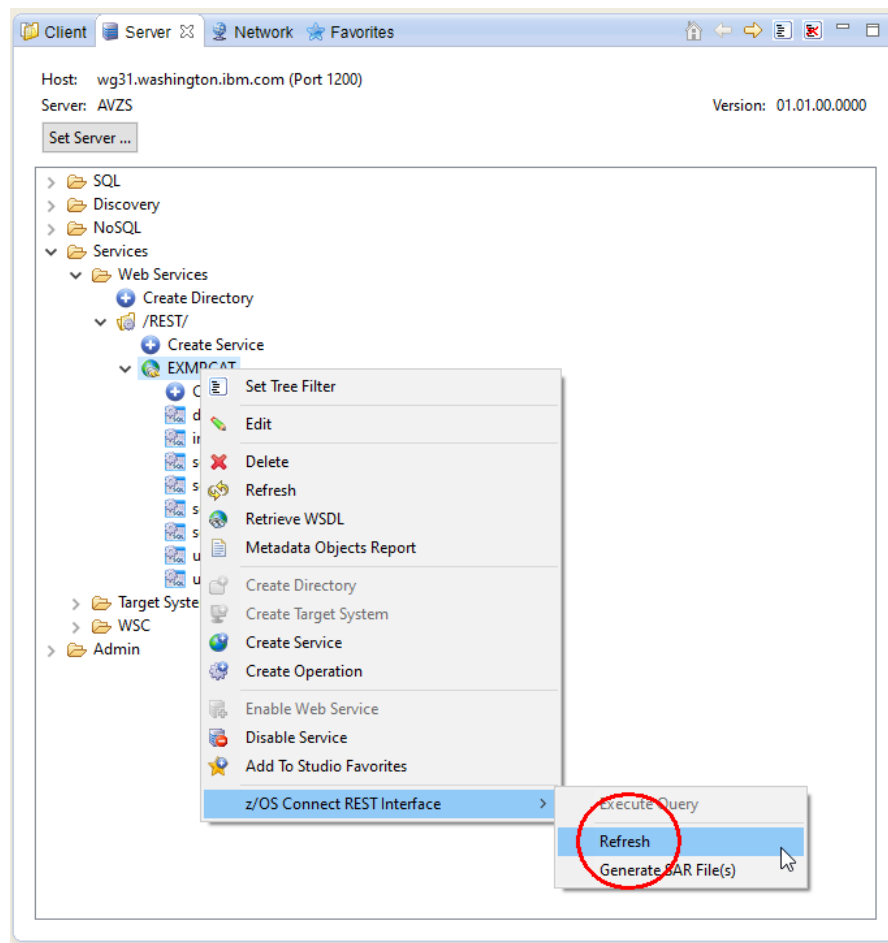 Client Server Network Favorites
Host: wg31.washington.ibm.com (Port 1200)
Server: AVZS Version: 01.01.00.0000
Set Server ...
SQL
Discovery
NoSQL
Services
Web Services
Create Directory
/REST/
Create Service
EXMPCAT
Set Tree Filter
C
d
Edit
in
s
Delete
s
Refresh
s
Retrieve WSDL
s
Metadata Objects Report
u
u
Create Directory
Target Syste
Create Target System
WSC
Create Service
Admin
Create Operation
Enable Web Service
Disable Service
Add To Studio Favorites
z/OS Connect REST Interface
Execute Query
Refresh
Generate SAR File(s)